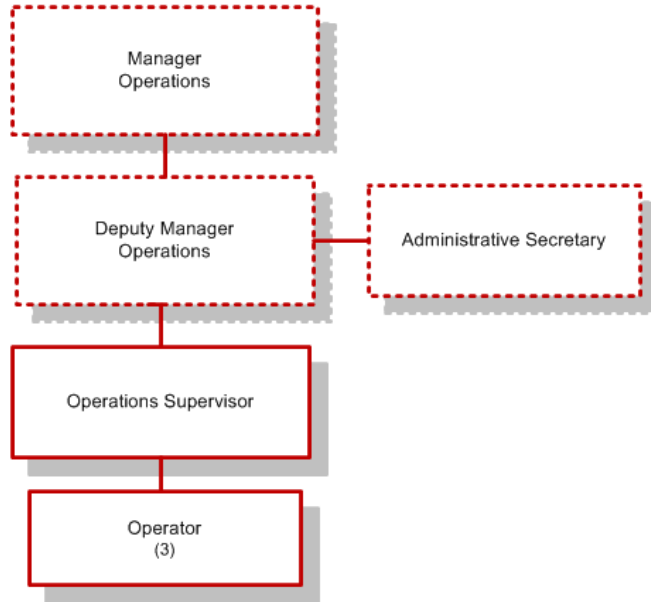 Manager
Operations
Deputy Manager
Operations
Administrative Secretary
Operations Supervisor
Operator
(3)